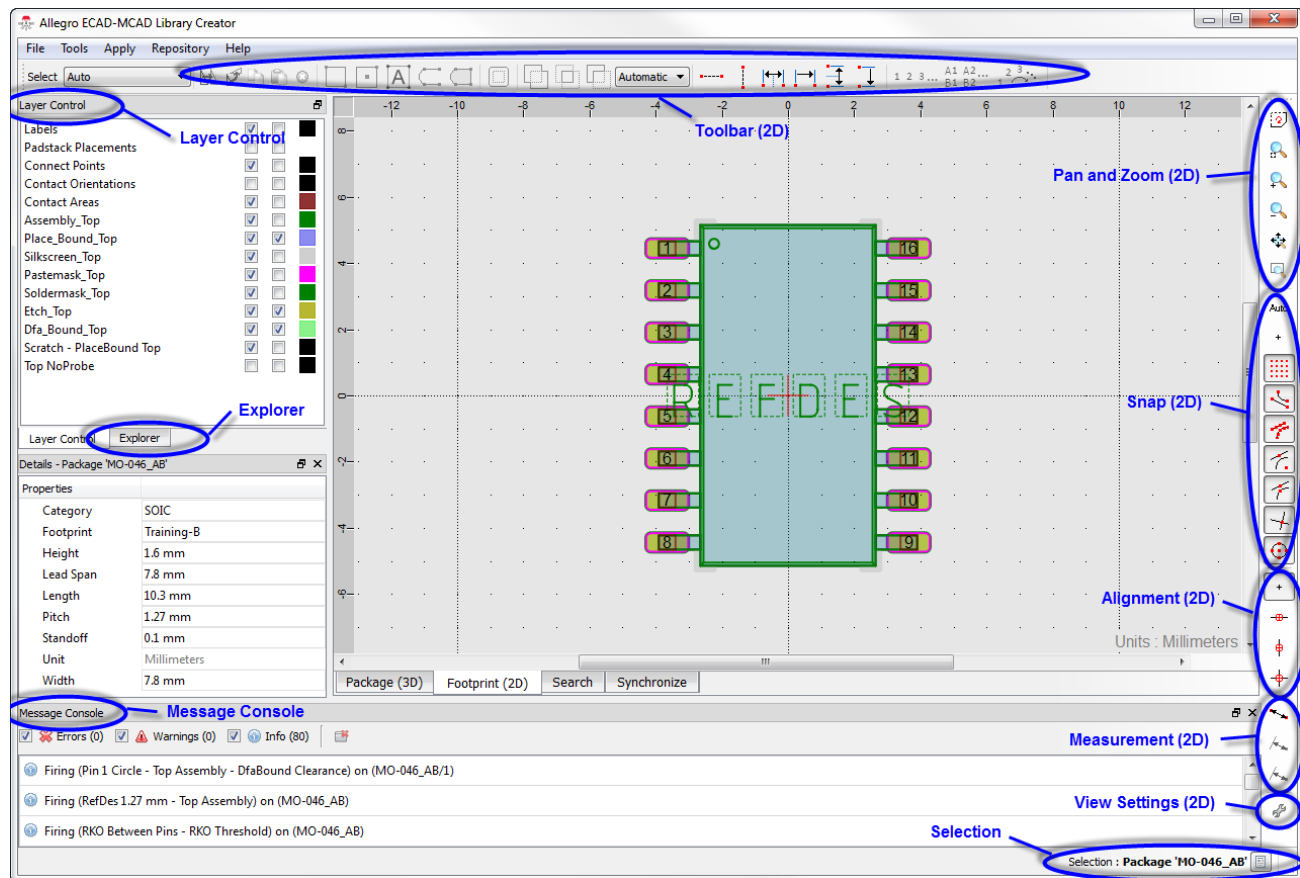 Allegro ECAD-MCAD Library Creator
File Tools Apply Repository Help
Select Auto
Automatic
1 2 3... A1 A2... B1 B2... 1 2 3
Toolbar (2D)
Layer Control
Layer Control
Labels
Padstack Placements
Connect Points
Contact Orientations
Contact Areas
Assembly_Top
Place_Bound_Top
Silkscreen_Top
Pastemask_Top
Soldermask_Top
Etch_Top
Dfa_Bound_Top
Scratch - PlaceBound Top
Top NoProbe
Explorer
Layer Control Explorer
Details - Package 'MO-046_AB'
Properties
Category SOIC
Footprint Training-B
Height 1.6 mm
Lead Span 7.8 mm
Length 10.3 mm
Pitch 1.27 mm
Standoff 0.1 mm
Unit Millimeters
Width 7.8 mm
-12 -10 -8 -6 -4 -2 0 2 4 6 8 10 12
8
6
4
2
0
-2
-4
-6
1 16
2 15
3 14
4 13
REFDES
5 12
6 11
7 10
8 9
Units : Millimeters
Package (3D) Footprint (2D) Search Synchronize
Pan and Zoom (2D)
Auto
Snap (2D)
Alignment (2D)
Measurement (2D)
View Settings (2D)
Message Console
Message Console
Errors (0) Warnings (0) Info (80)
Firing (Pin 1 Circle - Top Assembly - DfaBound Clearance) on (MO-046_AB/1)
Firing (RefDes 1.27 mm - Top Assembly) on (MO-046_AB)
Firing (RKO Between Pins - RKO Threshold) on (MO-046_AB)
Selection
Selection : Package 'MO-046_AB'